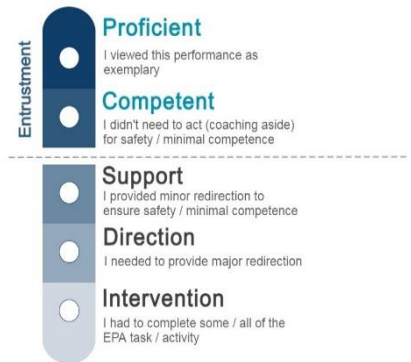 Entrustment
Proficient
I viewed this performance as
exemplary
Competent
I didn't need to act (coaching aside)
for safety / minimal competence
Support
I provided minor redirection to
ensure safety / minimal competence
Direction
I needed to provide major redirection
Intervention
I had to complete some / all of the
EPA task / activity